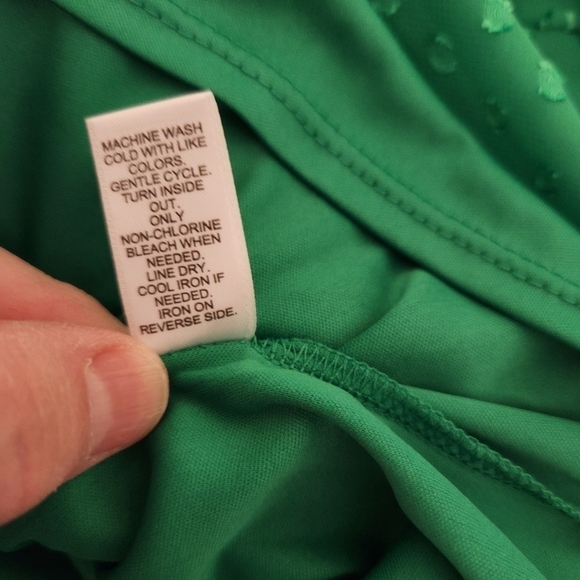 MACHINE WASH
COLD WITH LIKE
COLORS.
GENTLE CYCLE.
TURN INSIDE
OUT.
ONLY
NON-CHLORINE
BLEACH WHEN
NEEDED.
LINE DRY.
COOL IRON IF
NEEDED.
IRON ON
REVERSE SIDE.